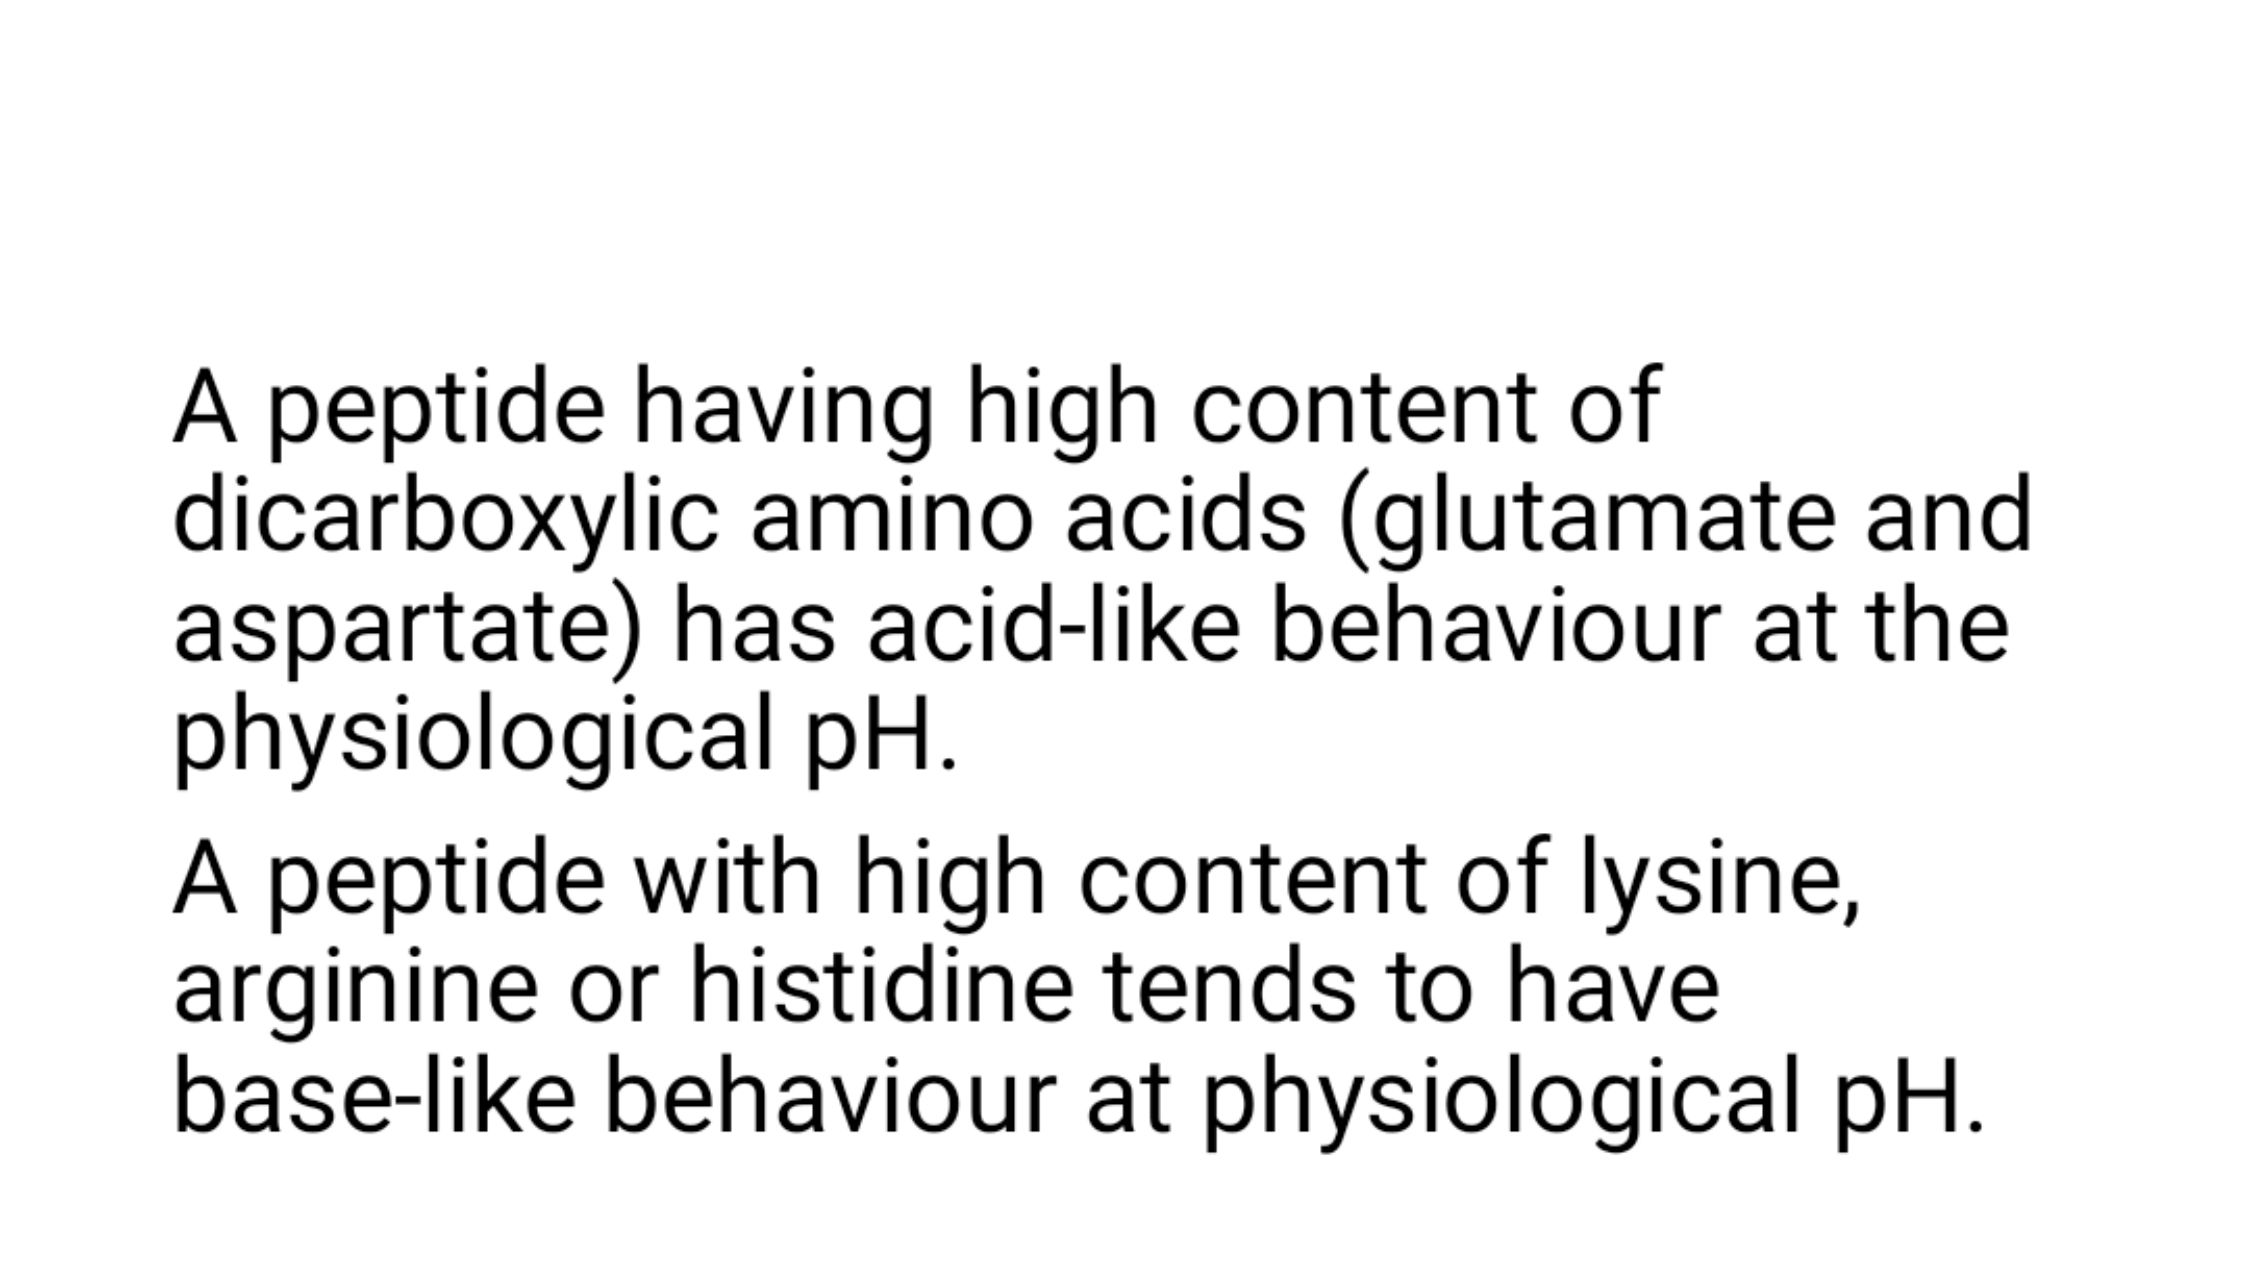 A peptide having high content of
dicarboxylic amino acids (glutamate and
aspartate) has acid-like behaviour at the
physiological pH.
A peptide with high content of lysine,
arginine or histidine tends to have
base-like behaviour at physiological pH.